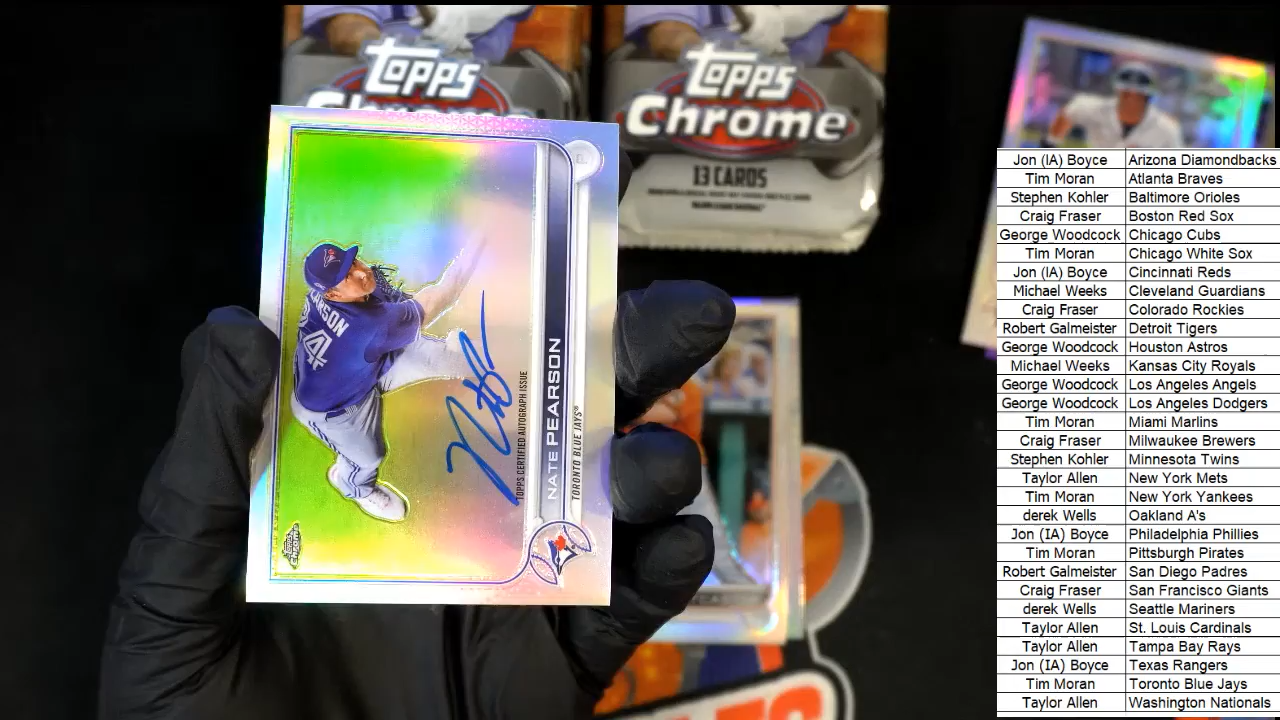 Topps
Chrome
Topps
Chrome
13 CARDS
PEARSON
24
TOPPS CERTIFIED AUTOGRAPH ISSUE
NATE PEARSON
TORONTO BLUE JAYS®
Topps
Chrome
Jon (IA) Boyce Arizona Diamondbacks
Tim Moran Atlanta Braves
Stephen Kohler Baltimore Orioles
Craig Fraser Boston Red Sox
George Woodcock Chicago Cubs
Tim Moran Chicago White Sox
Jon (IA) Boyce Cincinnati Reds
Michael Weeks Cleveland Guardians
Craig Fraser Colorado Rockies
Robert Galmeister Detroit Tigers
George Woodcock Houston Astros
Michael Weeks Kansas City Royals
George Woodcock Los Angeles Angels
George Woodcock Los Angeles Dodgers
Tim Moran Miami Marlins
Craig Fraser Milwaukee Brewers
Stephen Kohler Minnesota Twins
Taylor Allen New York Mets
Tim Moran New York Yankees
derek Wells Oakland A's
Jon (IA) Boyce Philadelphia Phillies
Tim Moran Pittsburgh Pirates
Robert Galmeister San Diego Padres
Craig Fraser San Francisco Giants
derek Wells Seattle Mariners
Taylor Allen St. Louis Cardinals
Taylor Allen Tampa Bay Rays
Jon (IA) Boyce Texas Rangers
Tim Moran Toronto Blue Jays
Taylor Allen Washington Nationals